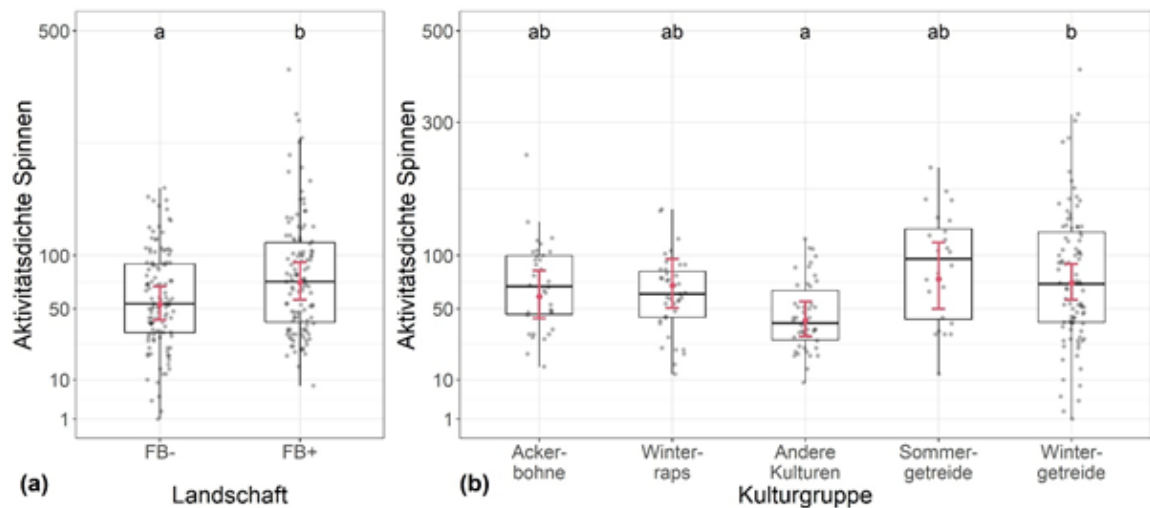 Aktivitätsdichte Spinnen
500
100
50
10
1
a
b
FB-
FB+
Landschaft
(a)
Aktivitätsdichte Spinnen
500
300
100
50
10
1
ab
ab
a
ab
b
Acker-
bohne
Winter-
raps
Andere
Kulturen
Sommer-
getreide
Winter-
getreide
Kulturgruppe
(b)